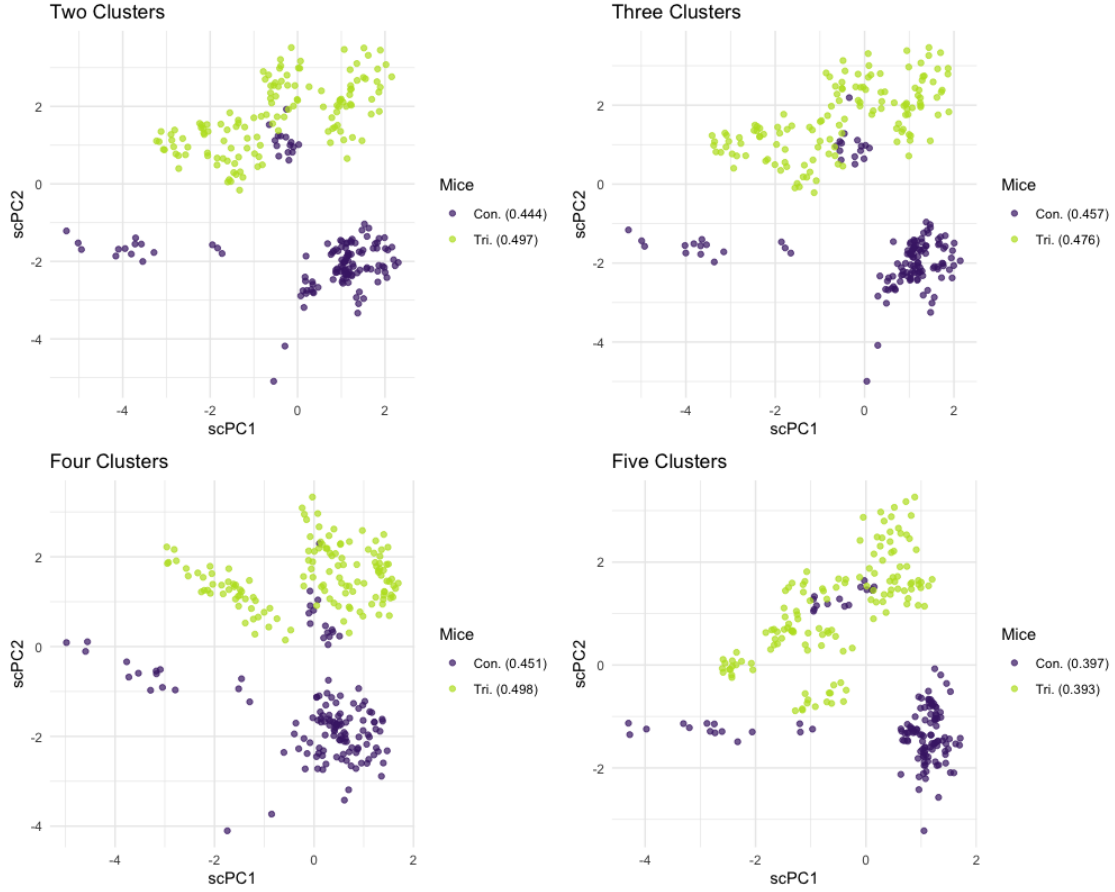 Two Clusters
2
0
-2
-4
scPC2
-4
-2
0
2
scPC1
Mice
Con. (0.444)
Tri. (0.497)
Three Clusters
2
0
-2
-4
scPC2
-4
-2
0
2
scPC1
Mice
Con. (0.457)
Tri. (0.476)
Four Clusters
2
0
-2
-4
scPC2
-4
-2
0
2
scPC1
Mice
Con. (0.451)
Tri. (0.498)
Five Clusters
2
0
-2
scPC2
-4
-2
0
2
scPC1
Mice
Con. (0.397)
Tri. (0.393)